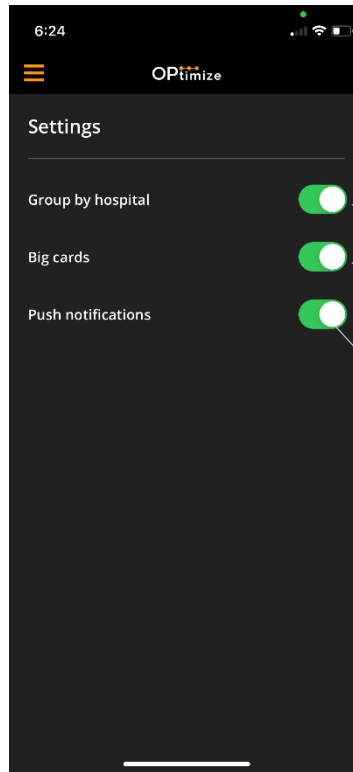 6:24
OPtimize
Settings
Group by hospital
Big cards
Push notifications